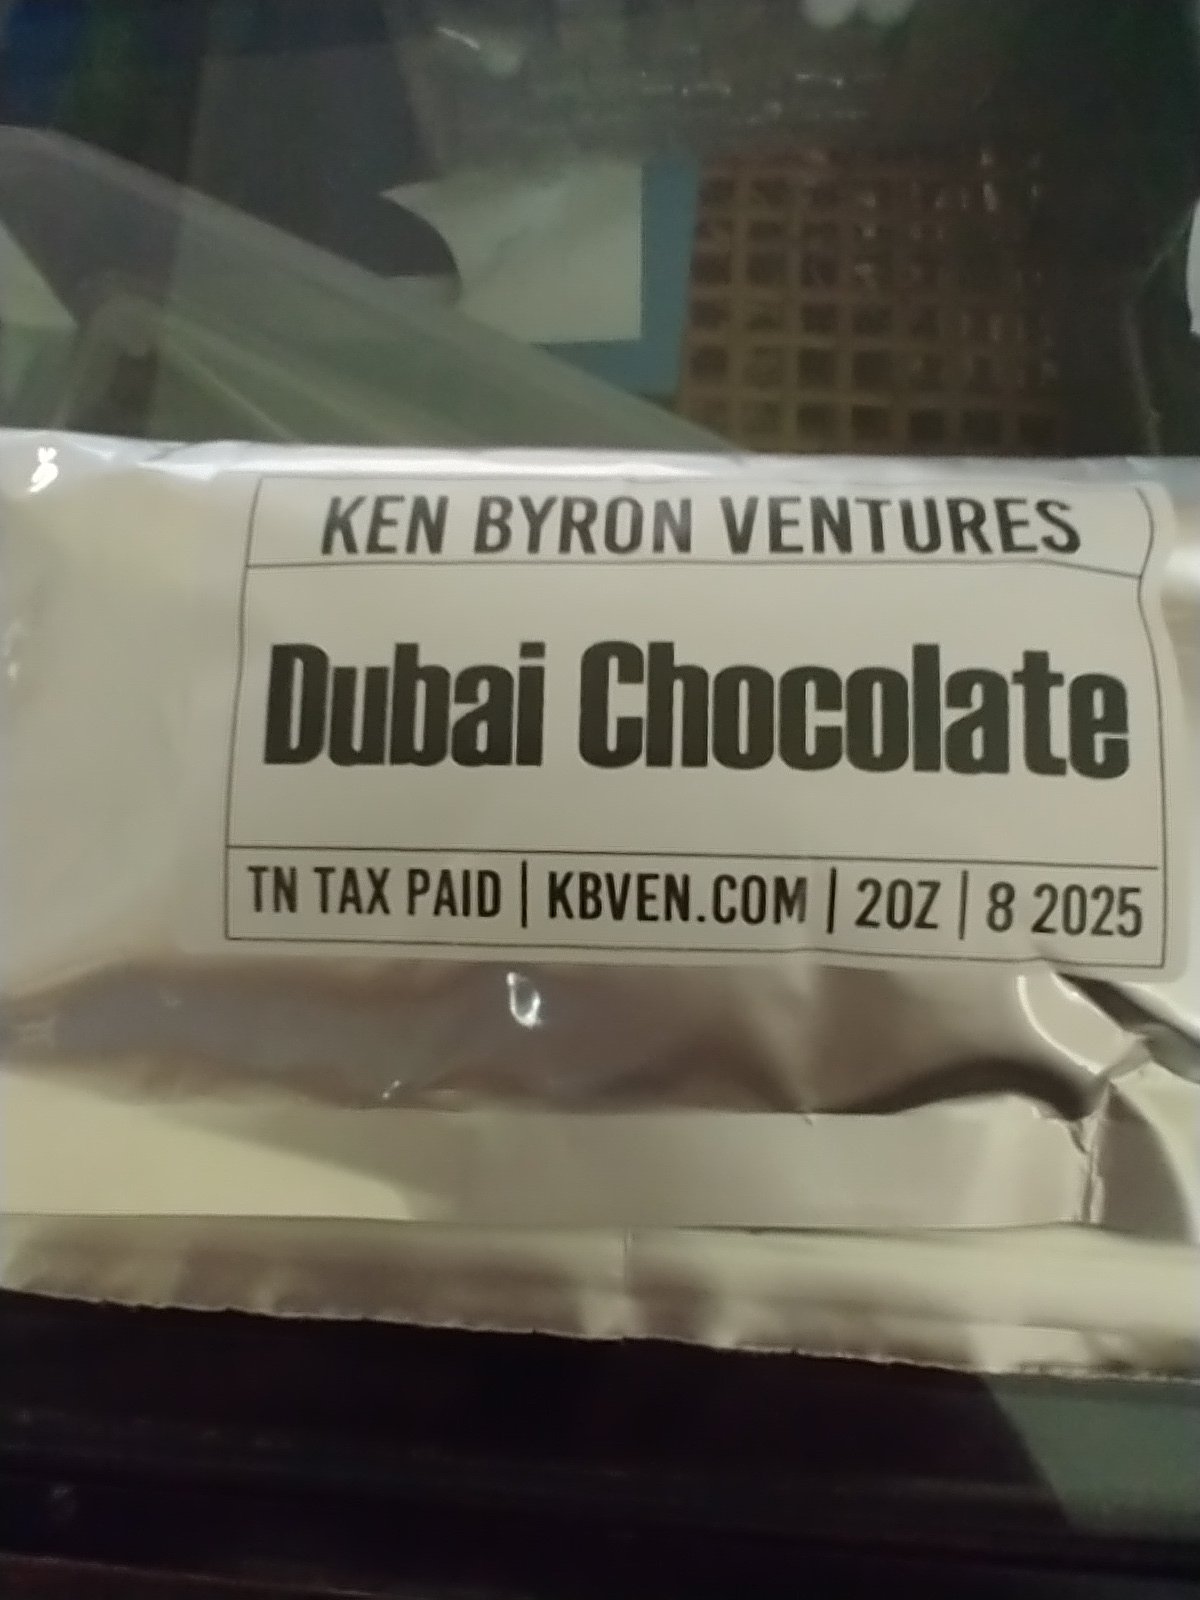 KEN BYRON VENTURES
Dubai Chocolate
TN TAX PAID | KBVEN.COM | 2OZ | 8 2025